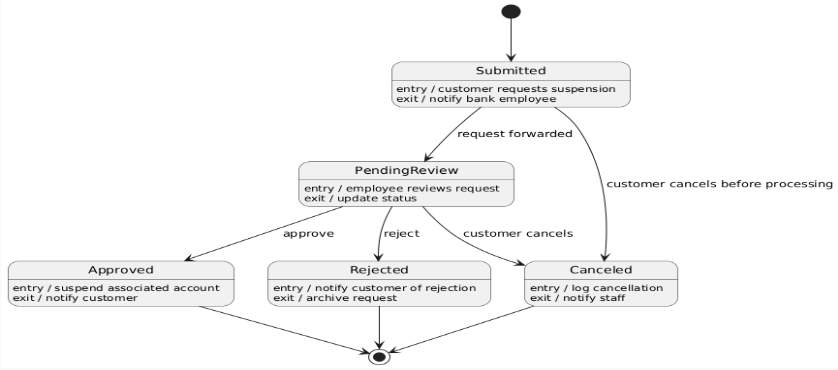 Submitted
entry / customer requests suspension
exit / notify bank employee
request forwarded
customer cancels before processing
PendingReview
entry / employee reviews request
exit / update status
approve
reject
customer cancels
Approved
entry / suspend associated account
exit / notify customer
Rejected
entry / notify customer of rejection
exit / archive request
Canceled
entry / log cancellation
exit / notify staff